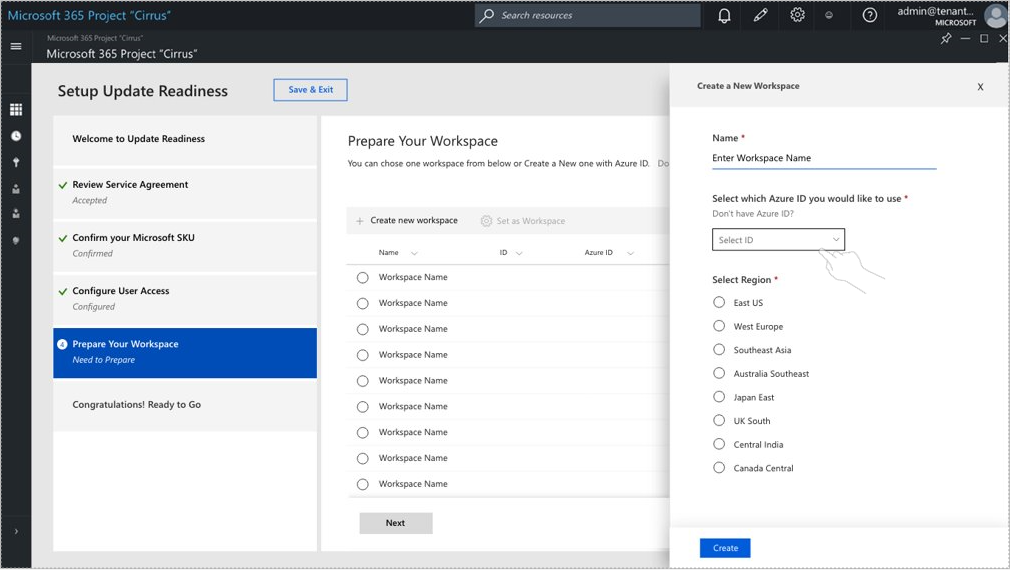 Microsoft 365 Project “Cirrus”
Search resources
admin@tenant...
MICROSOFT
Microsoft 365 Project “Cirrus”
Microsoft 365 Project “Cirrus”
Setup Update Readiness
Save & Exit
Welcome to Update Readiness
Review Service Agreement
Accepted
Confirm your Microsoft SKU
Confirmed
Configure User Access
Configured
4 Prepare Your Workspace
Need to Prepare
Congratulations! Ready to Go
Prepare Your Workspace
You can chose one workspace from below or Create a New one with Azure ID. Do
Create new workspace Set as Workspace
Name ID Azure ID
Workspace Name
Workspace Name
Workspace Name
Workspace Name
Workspace Name
Workspace Name
Workspace Name
Workspace Name
Workspace Name
Next
Create a New Workspace X
Name *
Enter Workspace Name
Select which Azure ID you would like to use *
Don't have Azure ID?
Select ID
Select Region *
East US
West Europe
Southeast Asia
Australia Southeast
Japan East
UK South
Central India
Canada Central
Create